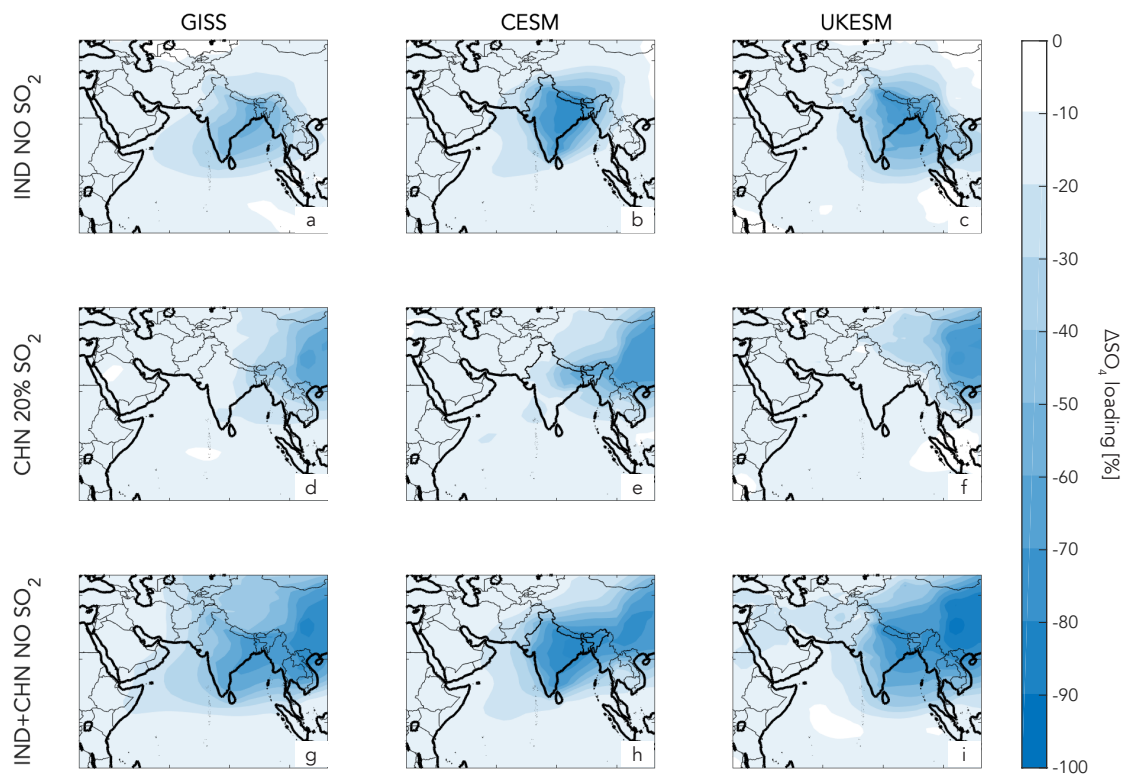 GISS CESM UKESM
IND NO SO2
a b c
CHN 20% SO2
d e f
IND+CHN NO SO2
g h i
0
-10
-20
-30
-40
-50
-60
-70
-80
-90
-100
ΔSO4 loading [%]